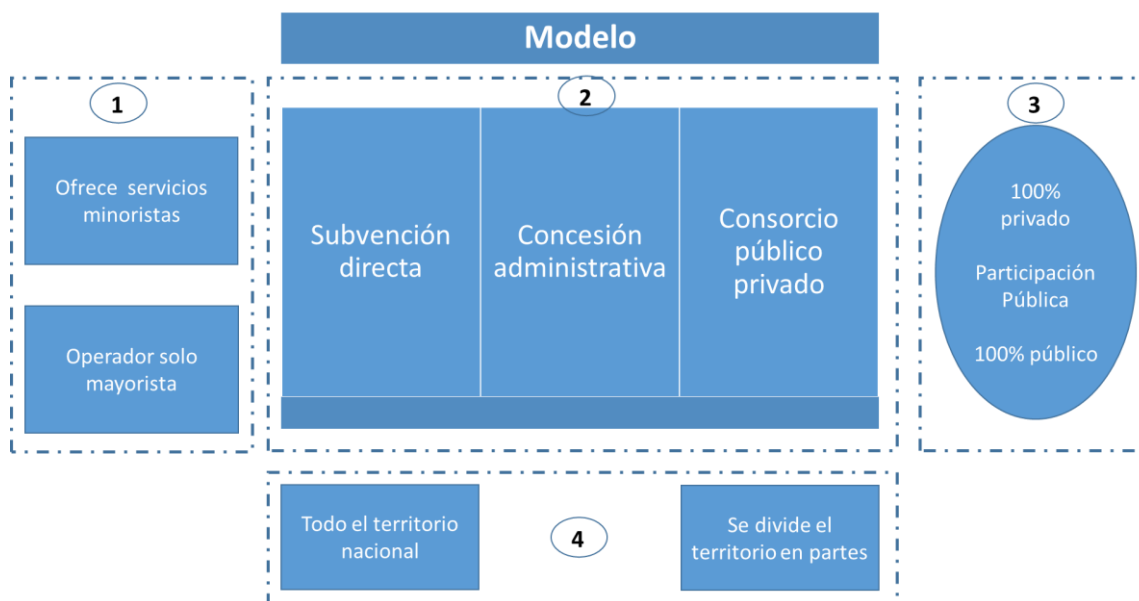 Modelo
1
Ofrece servicios
minoristas
Operador solo
mayorista
2
Subvención
directa
Concesión
administrativa
Consorcio
público
privado
3
100%
privado
Participación
Pública
100% público
Todo el territorio
nacional
4
Se divide el
territorio en partes